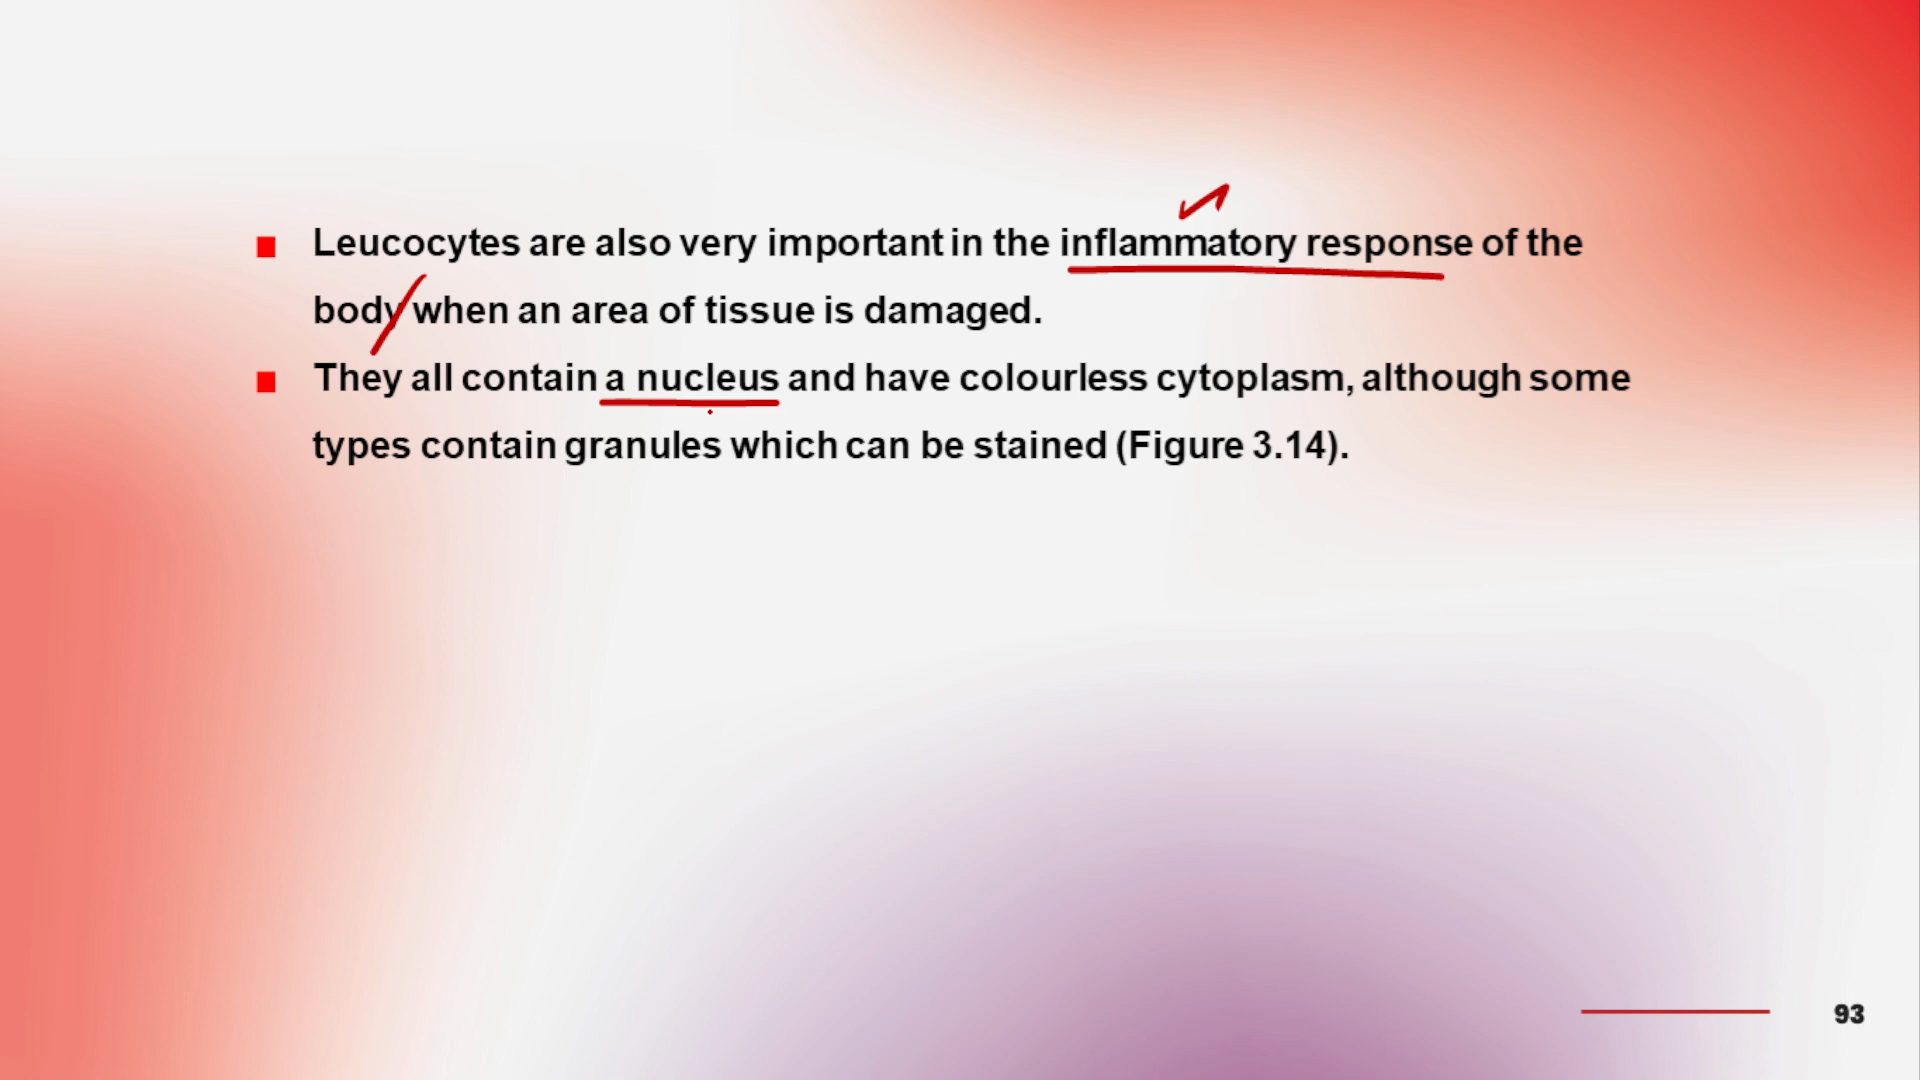 Leucocytes are also very important in the inflammatory response of the
body when an area of tissue is damaged.
They all contain a nucleus and have colourless cytoplasm, although some
types contain granules which can be stained (Figure 3.14).
93